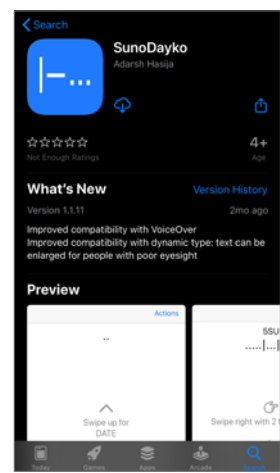 Search
SunoDayko
Adarsh Hasija
Not Enough Ratings
4+
Age
What's New
Version History
Version 1.1.11
2mo ago
Improved compatibility with VoiceOver
Improved compatibility with dynamic type: text can be
enlarged for people with poor eyesight
Preview
Actions
Swipe up for
DATE
Swipe right with 2
Today
Games
Apps
Arcade
Search